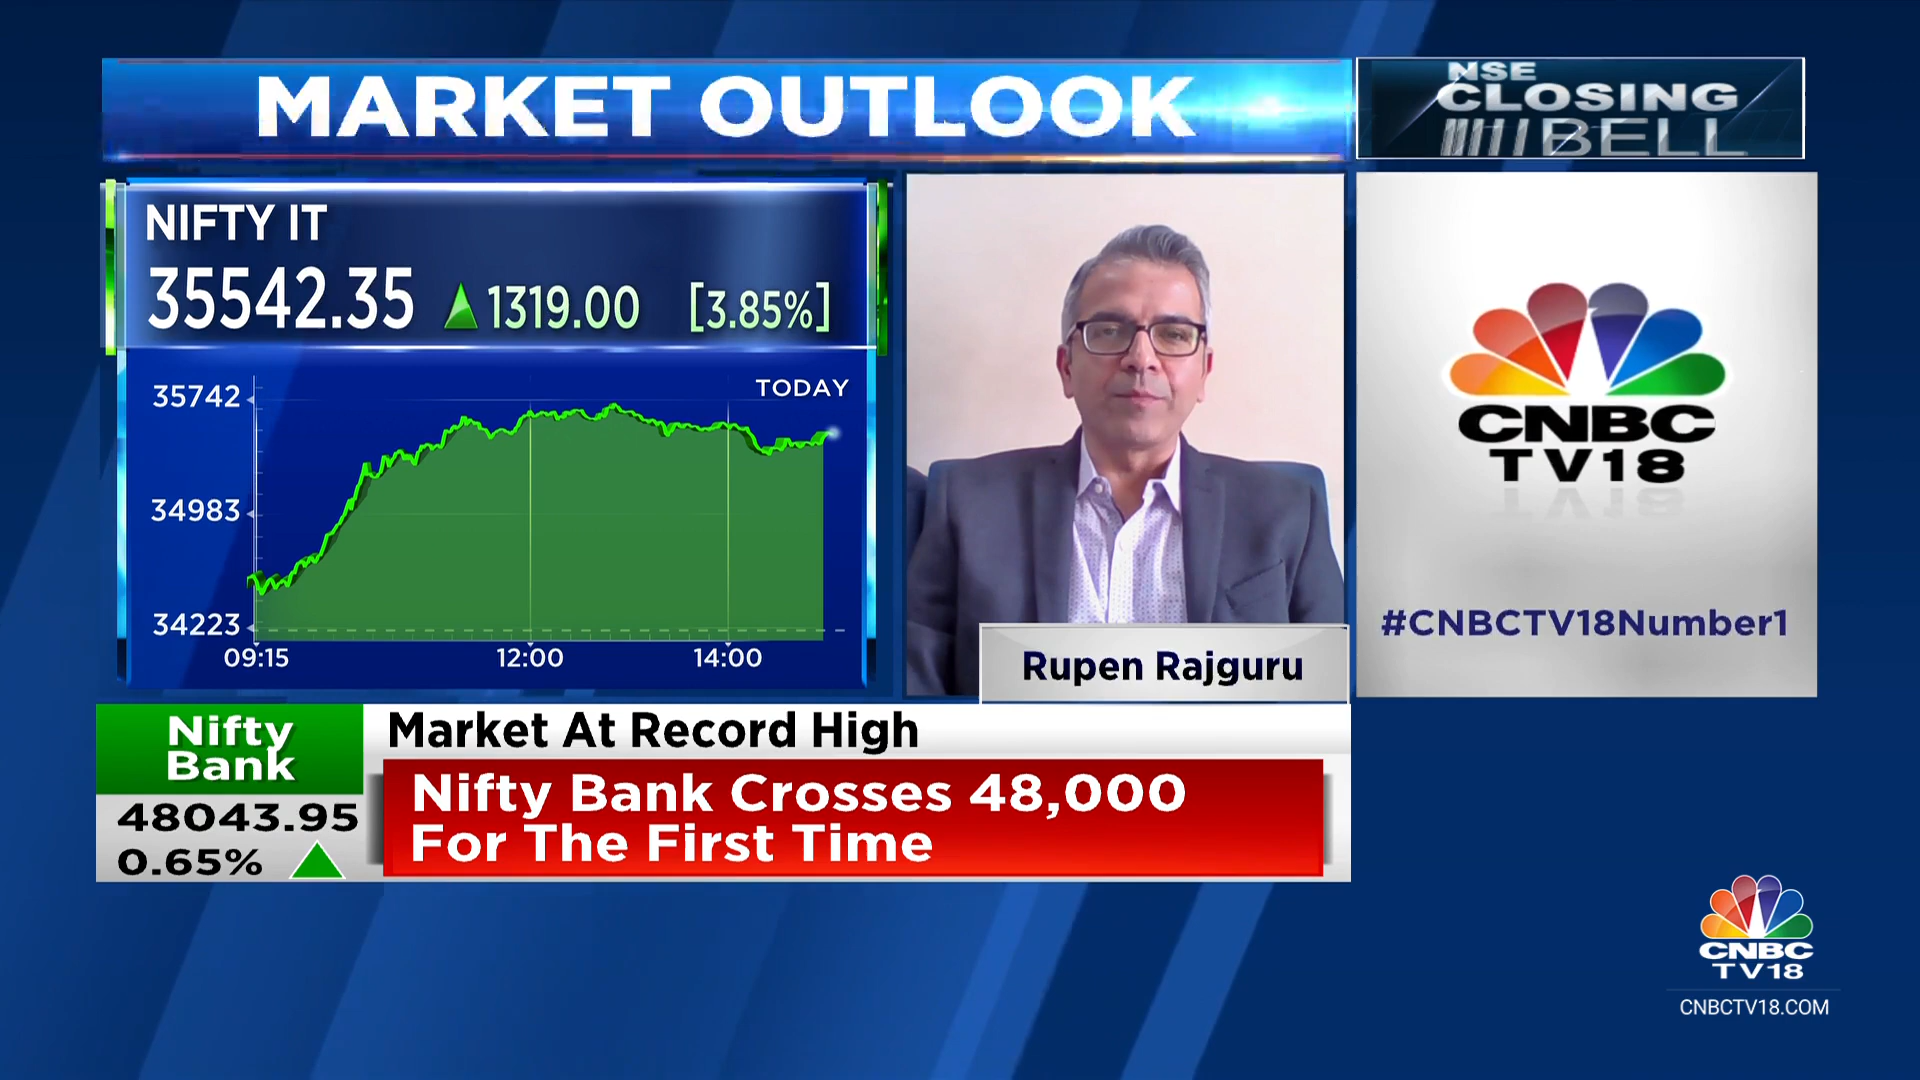 MARKET OUTLOOK
NSE
CLOSING
BELL
NIFTY IT
35542.35 ▲ 1319.00 [3.85%]
TODAY
35742
34983
34223
09:15 12:00 14:00
Rupen Rajguru
CNBC
TV18
#CNBCTV18Number1
Nifty
Bank
48043.95
0.65% ▲
Market At Record High
Nifty Bank Crosses 48,000
For The First Time
CNBC
TV18
CNBCTV18.COM